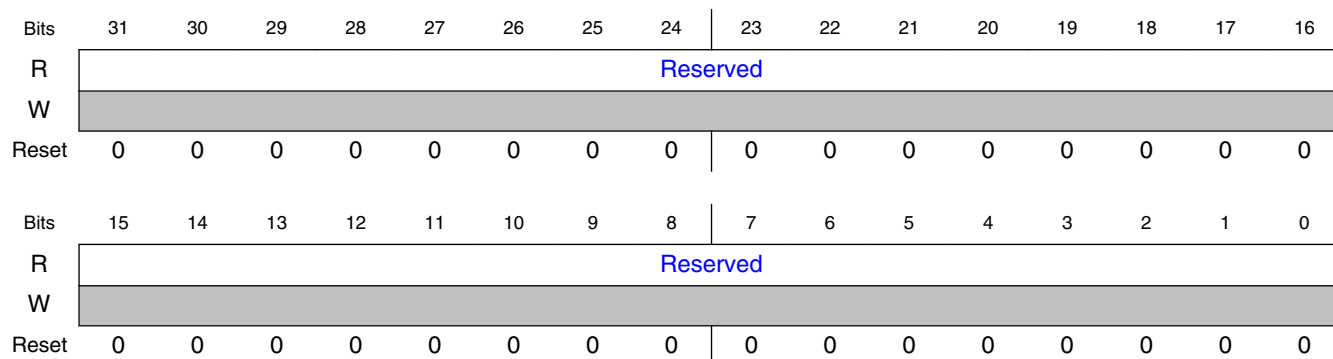 Bits 31 30 29 28 27 26 25 24 23 22 21 20 19 18 17 16
R Reserved
W
Reset 0 0 0 0 0 0 0 0 0 0 0 0 0 0 0 0
Bits 15 14 13 12 11 10 9 8 7 6 5 4 3 2 1 0
R Reserved
W
Reset 0 0 0 0 0 0 0 0 0 0 0 0 0 0 0 0